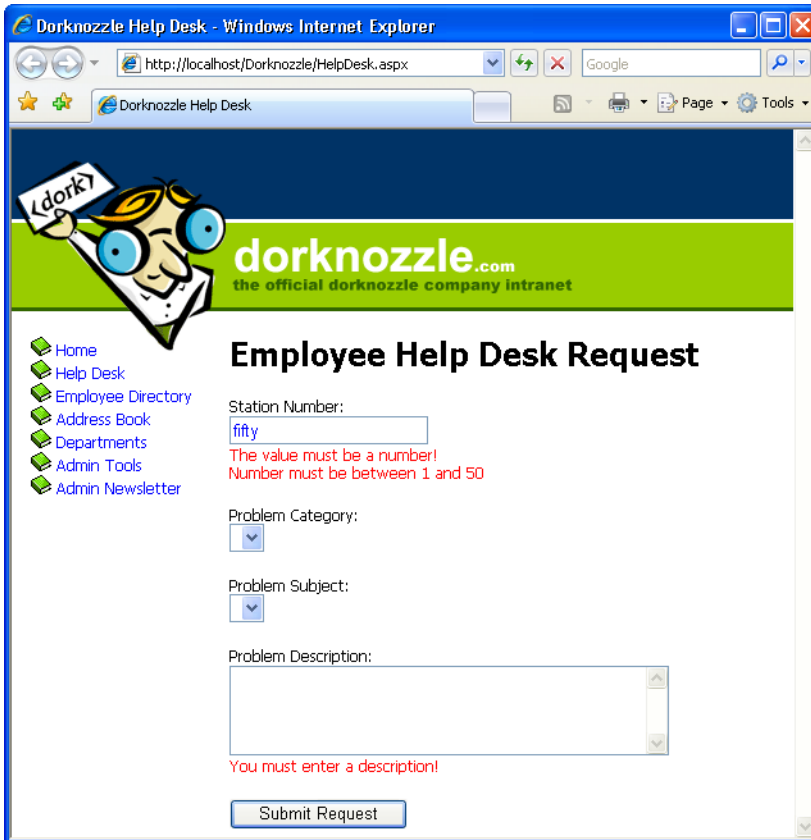 Dorknozzle Help Desk - Windows Internet Explorer
http://localhost/Dorknozzle/HelpDesk.aspx
Google
Dorknozzle Help Desk
Page
Tools
<dork>
dorknozzle.com
the official dorknozzle company intranet
Home
Help Desk
Employee Directory
Address Book
Departments
Admin Tools
Admin Newsletter
Employee Help Desk Request
Station Number:
fifty
The value must be a number!
Number must be between 1 and 50
Problem Category:
Problem Subject:
Problem Description:
You must enter a description!
Submit Request